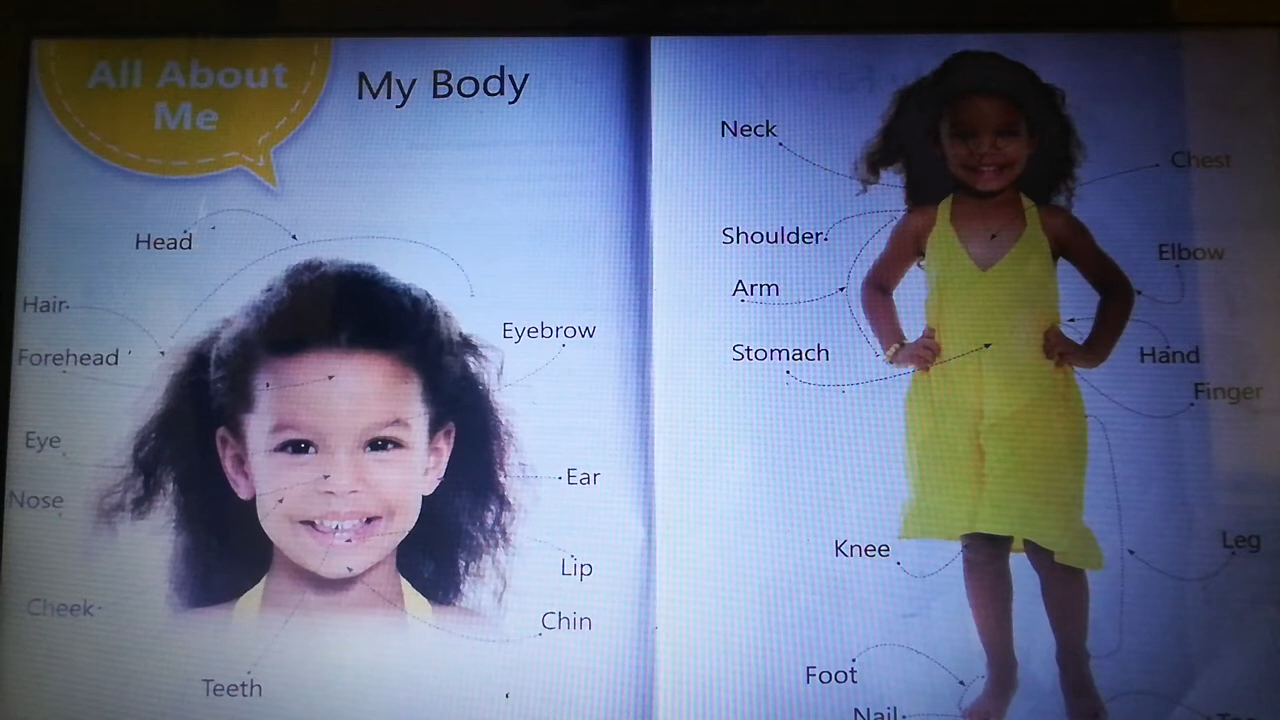 All About
Me
My Body
Head
Hair
Forehead
Eyebrow
Eye
Ear
Nose
Lip
Cheek
Chin
Teeth
Neck
Chest
Shoulder
Elbow
Arm
Stomach
Hand
Finger
Knee
Leg
Foot
Nail